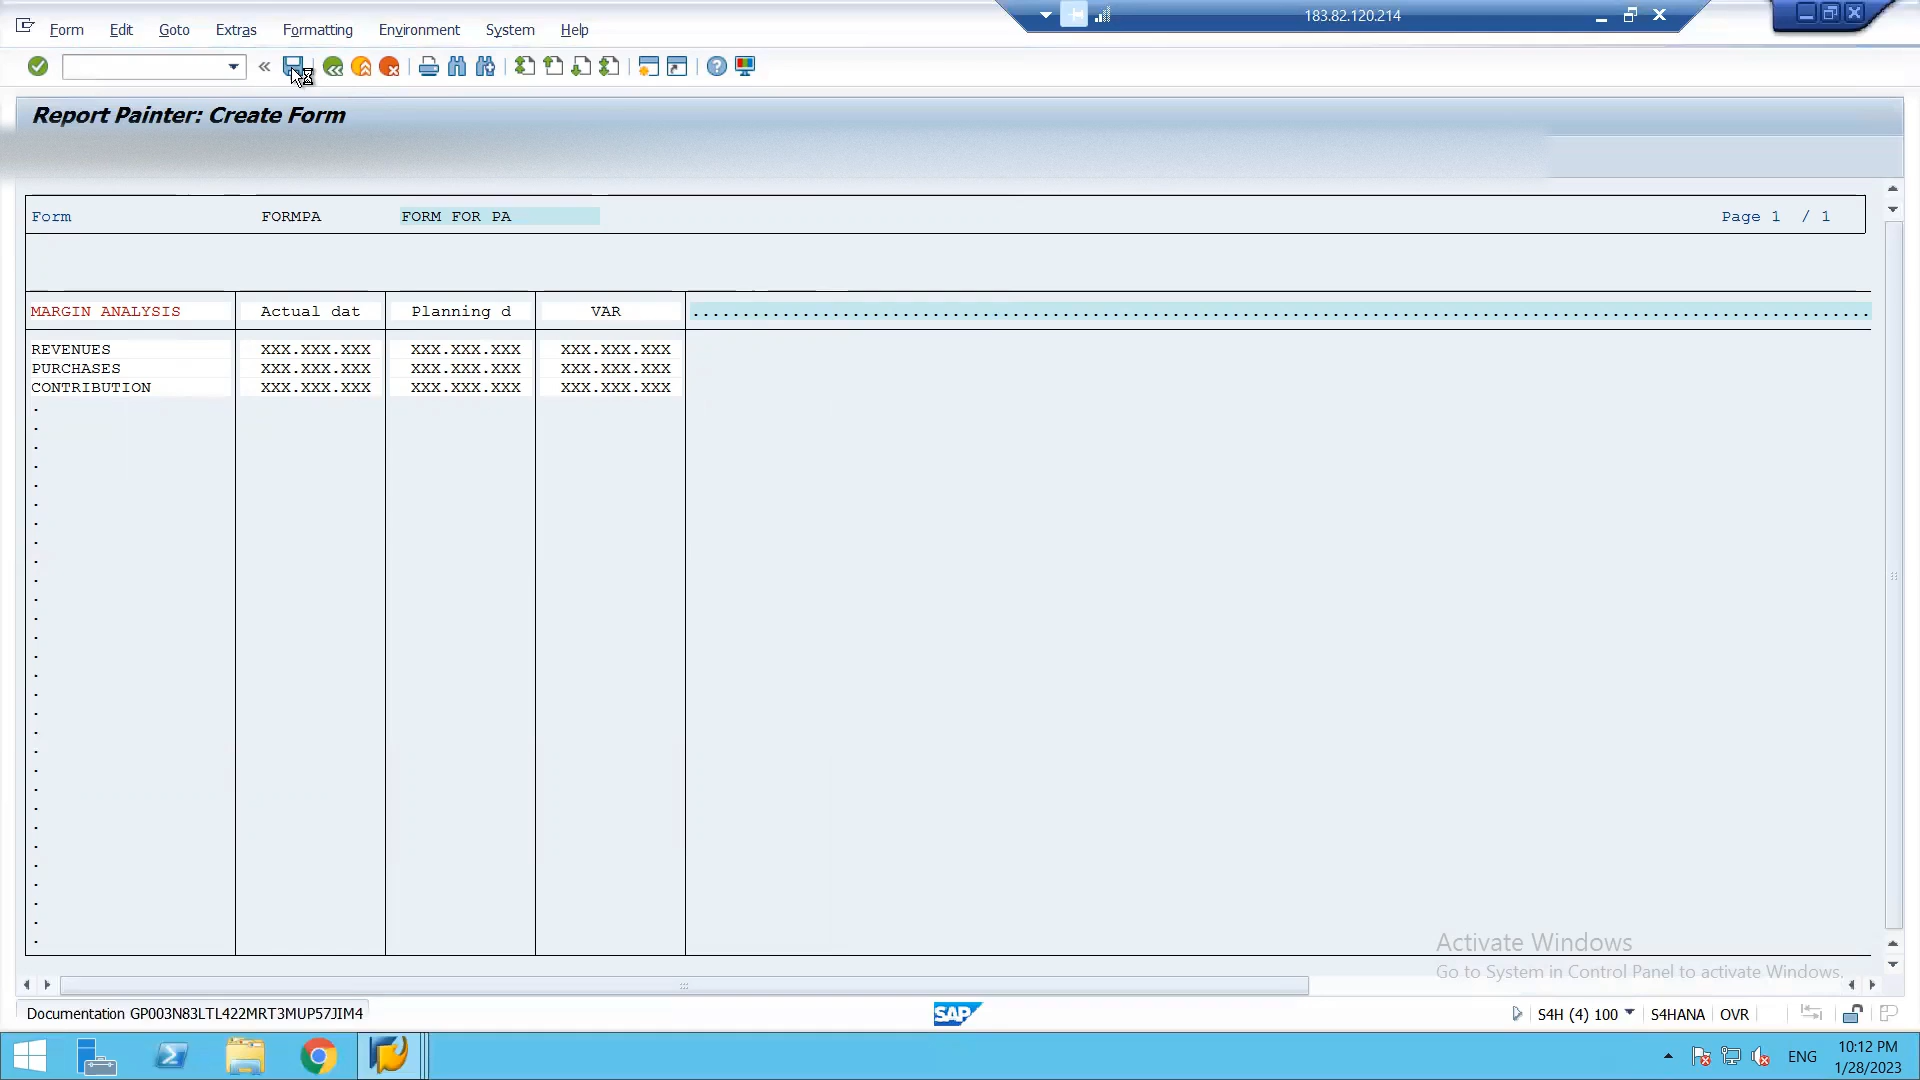 183.82.120.214
Form Edit Goto Extras Formatting Environment System Help
Report Painter: Create Form
Form FORMPA FORM FOR PA Page 1 / 1
MARGIN ANALYSIS Actual dat Planning d VAR ......................................................................................................................
REVENUES XXX.XXX.XXX XXX.XXX.XXX XXX.XXX.XXX
PURCHASES XXX.XXX.XXX XXX.XXX.XXX XXX.XXX.XXX
CONTRIBUTION XXX.XXX.XXX XXX.XXX.XXX XXX.XXX.XXX
Activate Windows
Go to System in Control Panel to activate Windows.
Documentation GP003N83LTL422MRT3MUP57JIM4 SAP S4H (4) 100 S4HANA OVR
ENG 10:12 PM
1/28/2023